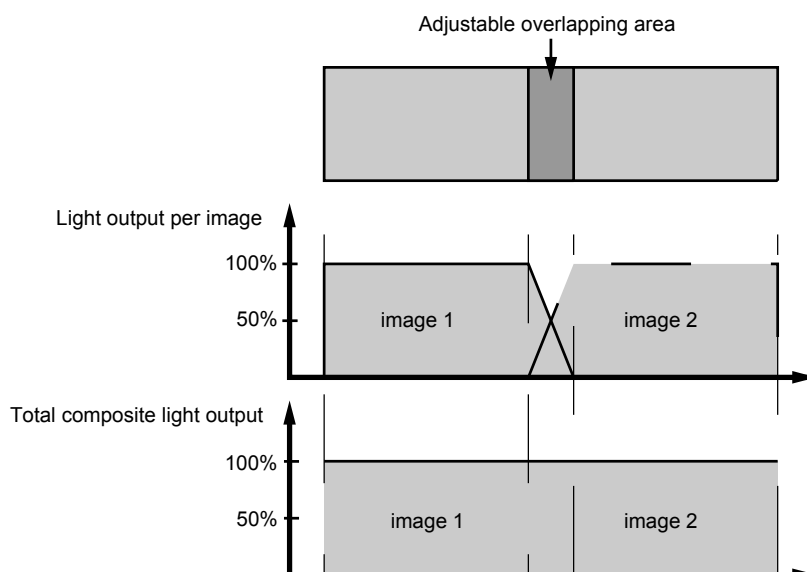 Adjustable overlapping area
Light output per image
100%
50%
image 1
image 2
Total composite light output
100%
50%
image 1
image 2